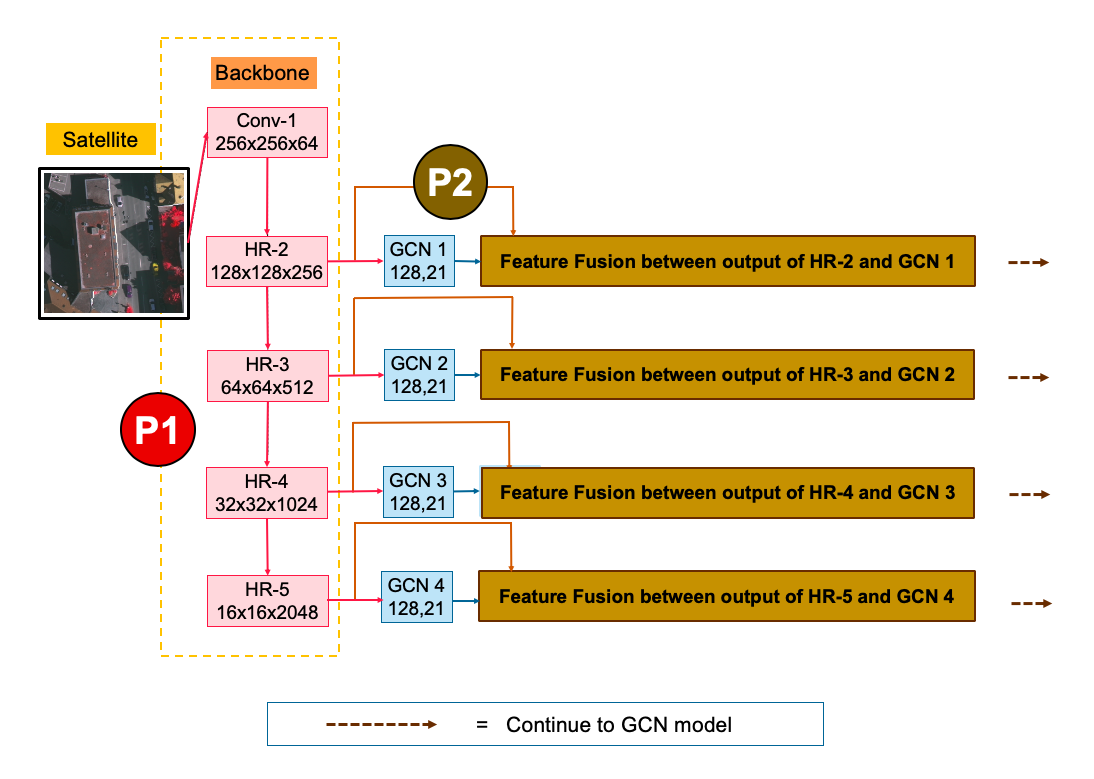 Backbone
Satellite
Conv-1
256x256x64
P2
HR-2
128x128x256
GCN 1
128,21
Feature Fusion between output of HR-2 and GCN 1
HR-3
64x64x512
GCN 2
128,21
Feature Fusion between output of HR-3 and GCN 2
P1
HR-4
32x32x1024
GCN 3
128,21
Feature Fusion between output of HR-4 and GCN 3
HR-5
16x16x2048
GCN 4
128,21
Feature Fusion between output of HR-5 and GCN 4
= Continue to GCN model